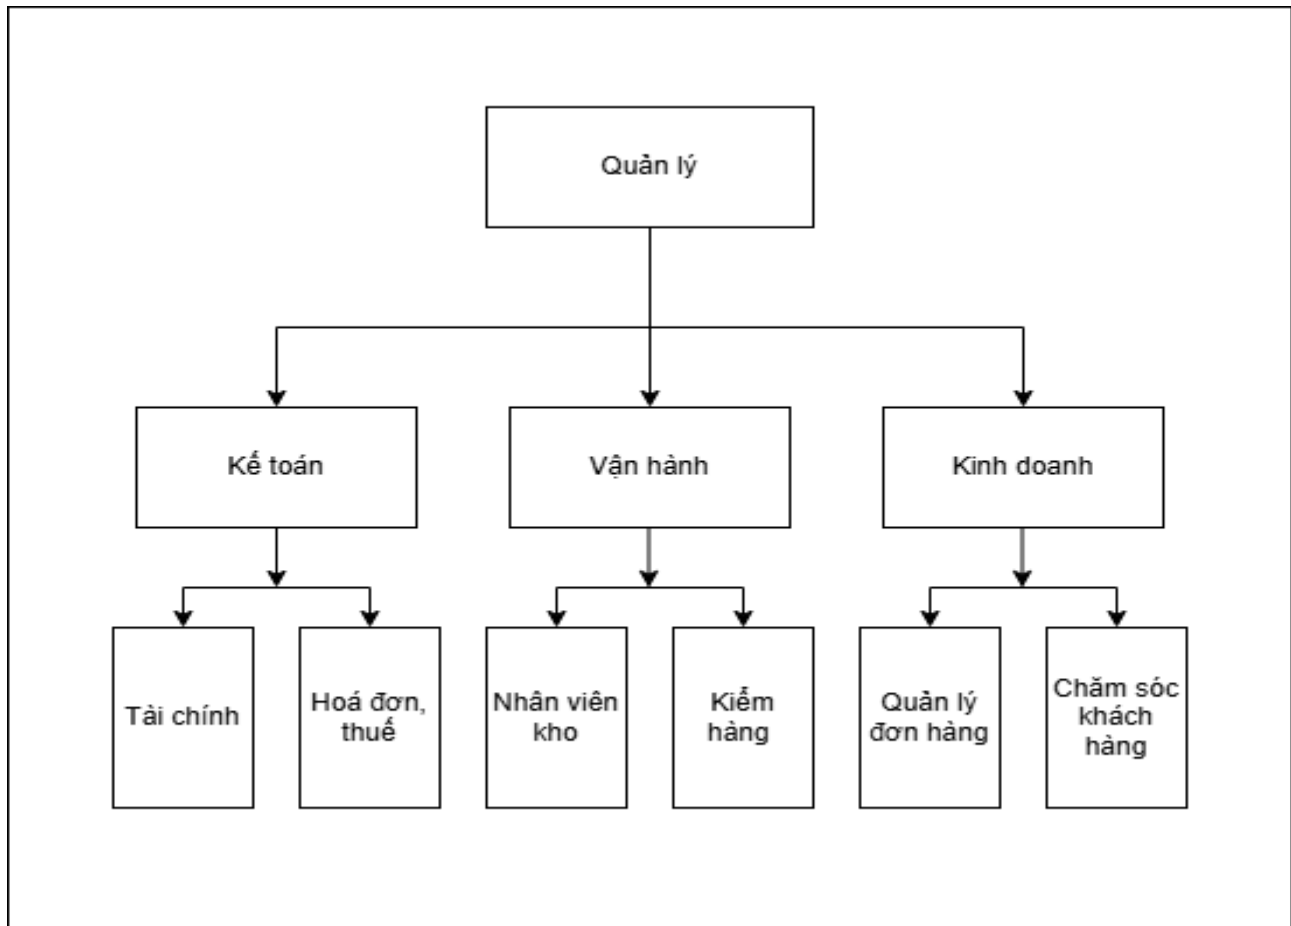 Quản lý
Kế toán
Vận hành
Kinh doanh
Tài chính
Hoá đơn,
thuế
Nhân viên
kho
Kiểm
hàng
Quản lý
đơn hàng
Chăm sóc
khách
hàng